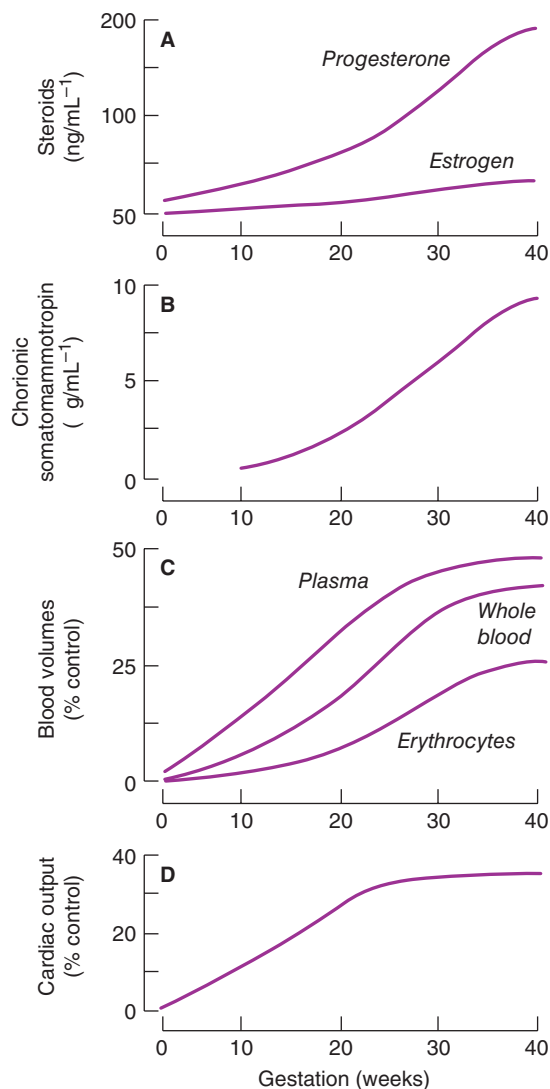 A
Steroids
(ng/mL⁻¹)
200
100
50
Progesterone
Estrogen
0 10 20 30 40
B
Chorionic
somatomammotropin
( g/mL⁻¹)
10
5
0
0 10 20 30 40
C
Blood volumes
(% control)
50
25
0
Plasma
Whole
blood
Erythrocytes
0 10 20 30 40
D
Cardiac output
(% control)
40
20
0
0 10 20 30 40
Gestation (weeks)